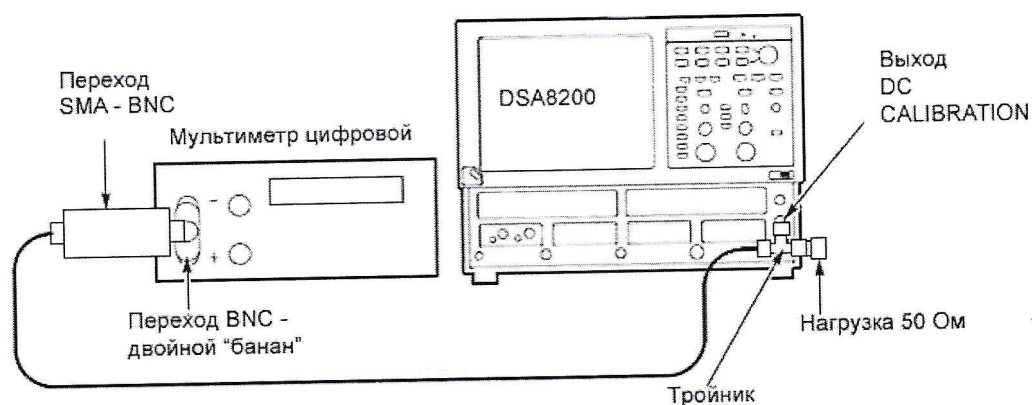 Переход
SMA - BNC
Мультиметр цифровой
DSA8200
Выход
DC
CALIBRATION
-
+
Переход BNC -
двойной “банан”
Нагрузка 50 Ом
Тройник